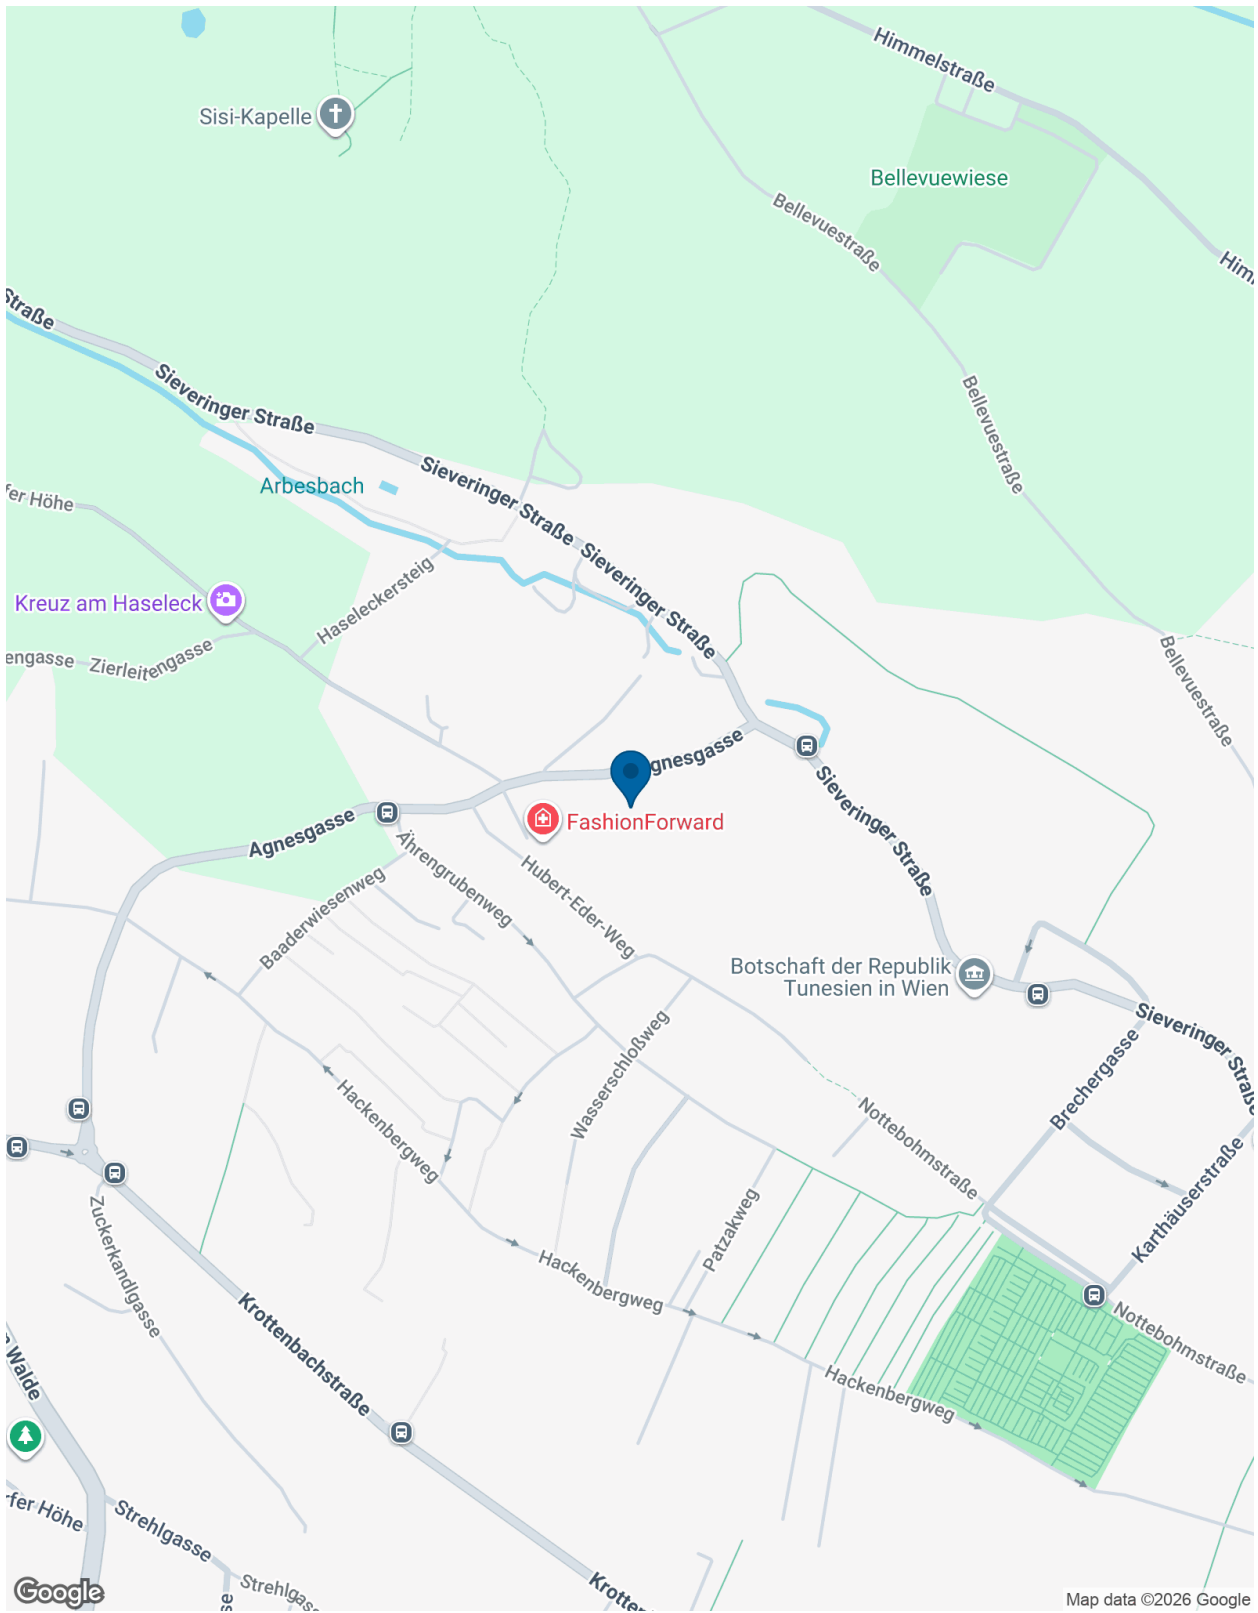 Himmelstraße
Sisi-Kapelle
Bellevuewiese
Bellevuestraße
Straße
Sieveringer Straße
Bellevuestraße
Sieveringer Straße
Arbesbach
fer Höhe
Sieveringer Straße
Haseleckersteig
Kreuz am Haseleck
engasse
Zierleitengasse
Bellevuestraße
gnesgasse
Agnesgasse
FashionForward
Sieveringer Straße
Ährengrubenweg
Hubert-Eder-Weg
Baaderwiesenweg
Botschaft der Republik
Tunesien in Wien
Sieveringer Straße
Wasserschloßweg
Brechergasse
Hackenbergweg
Nottebohmstraße
Karthäuserstraße
Zuckerkandlgasse
Patzakweg
Hackenbergweg
Krottenbachstraße
Nottebohmstraße
Walde
Hackenbergweg
rfer Höhe
Strehlgasse
Strehlgas
Krotten
Google
Map data ©2026 Google